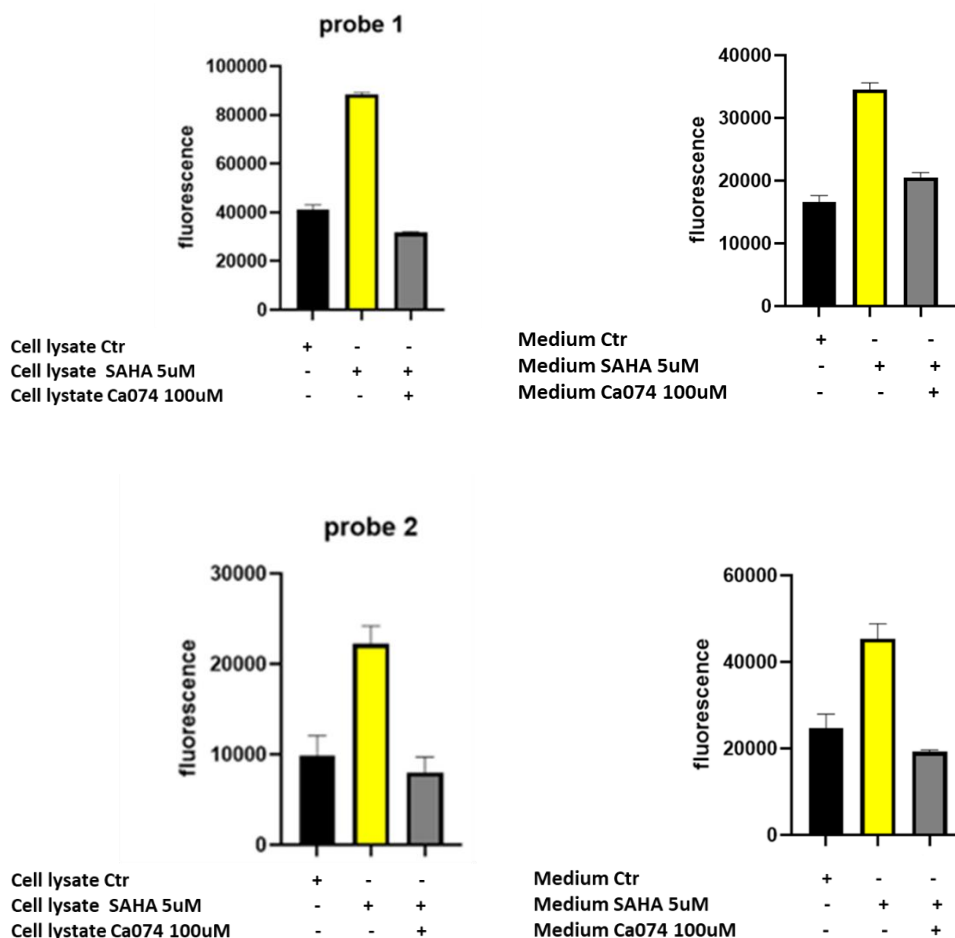 probe 1
fluorescence
100000
80000
60000
40000
20000
0
Cell lysate Ctr + - -
Cell lysate SAHA 5uM - + +
Cell lystate Ca074 100uM - - +
fluorescence
40000
30000
20000
10000
0
Medium Ctr + - -
Medium SAHA 5uM - + +
Medium Ca074 100uM - - +
probe 2
fluorescence
30000
20000
10000
0
Cell lysate Ctr + - -
Cell lysate SAHA 5uM - + +
Cell lystate Ca074 100uM - - +
fluorescence
60000
40000
20000
0
Medium Ctr + - -
Medium SAHA 5uM - + +
Medium Ca074 100uM - - +